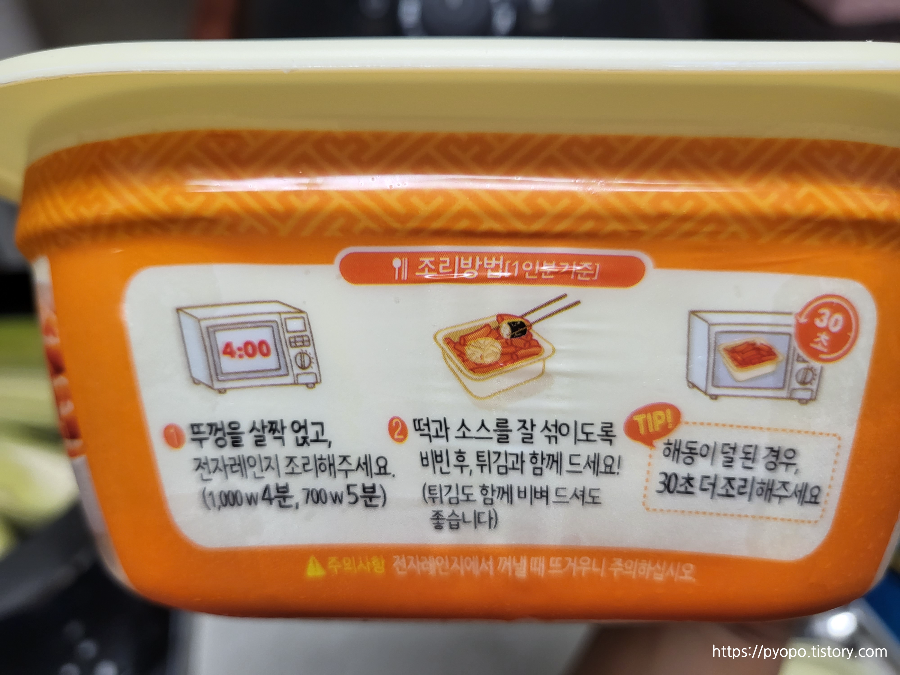 조리방법[1인분기준]
4:00
30
초
1 뚜껑을 살짝 얹고,
전자레인지 조리해주세요.
(1,000w 4분, 700w 5분)
2 떡과 소스를 잘 섞이도록
비빈 후, 튀김과 함께 드세요!
(튀김도 함께 비벼 드셔도
좋습니다)
TIP!
해동이 덜 된 경우,
30초 더 조리해주세요
주의사항 전자레인지에서 꺼낼 때 뜨거우니 주의하십시오
https://pyopo.tistory.com